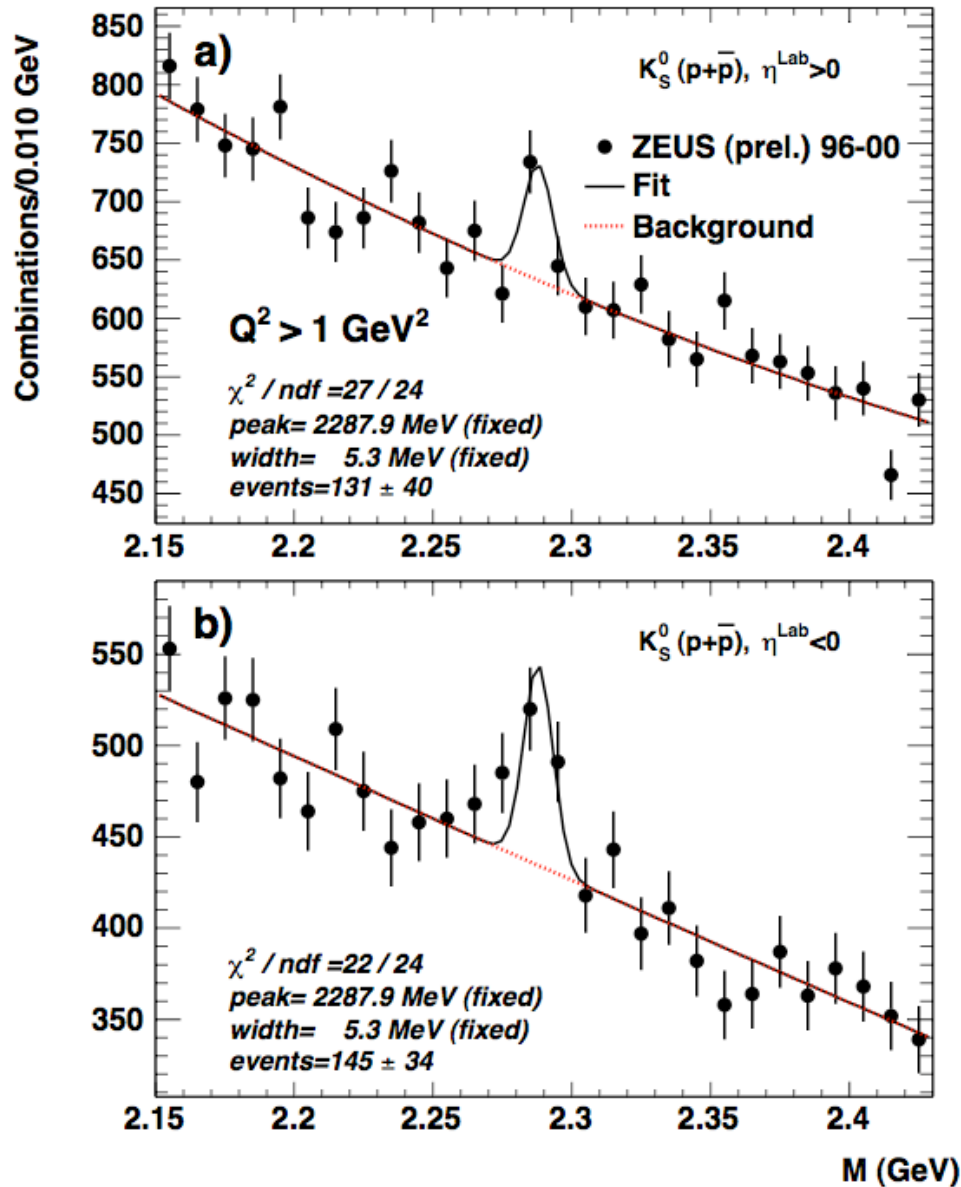 Combinations/0.010 GeV
a)
K⁰_S (p+p̅), η^Lab>0
ZEUS (prel.) 96-00
Fit
Background
Q² > 1 GeV²
χ² / ndf =27 / 24
peak= 2287.9 MeV (fixed)
width= 5.3 MeV (fixed)
events=131 ± 40
850
800
750
700
650
600
550
500
450
2.15 2.2 2.25 2.3 2.35 2.4
b)
K⁰_S (p+p̅), η^Lab<0
χ² / ndf =22 / 24
peak= 2287.9 MeV (fixed)
width= 5.3 MeV (fixed)
events=145 ± 34
550
500
450
400
350
2.15 2.2 2.25 2.3 2.35 2.4
M (GeV)